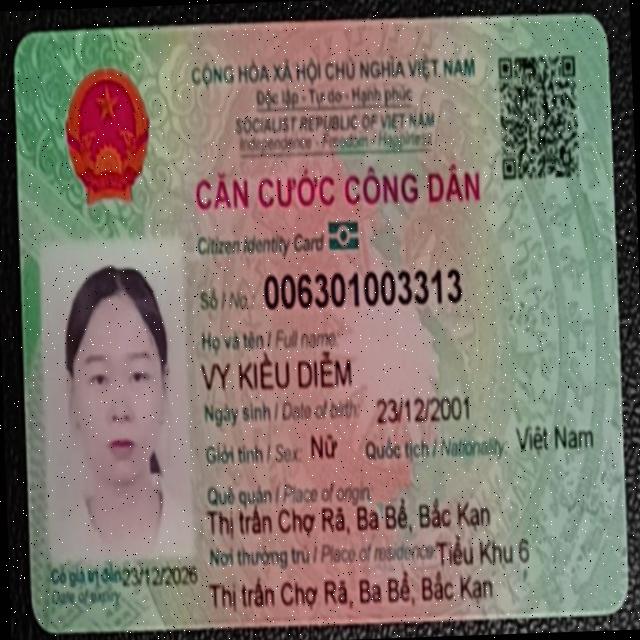 CỘNG HÒA XÃ HỘI CHỦ NGHĨA VIỆT NAM
Độc lập - Tự do - Hạnh phúc
SOCIALIST REPUBLIC OF VIET NAM
Independence - Freedom - Happiness
CĂN CƯỚC CÔNG DÂN
Citizen Identity Card
Số / No.: 006301003313
Họ và tên / Full name:
VY KIỀU DIỄM
Ngày sinh / Date of birth: 23/12/2001
Giới tính / Sex: Nữ Quốc tịch / Nationality: Việt Nam
Quê quán / Place of origin:
Thị trấn Chợ Rã, Ba Bể, Bắc Kạn
Nơi thường trú / Place of residence: Tiểu Khu 6
Thị trấn Chợ Rã, Ba Bể, Bắc Kạn
Có giá trị đến: 23/12/2026
Date of expiry